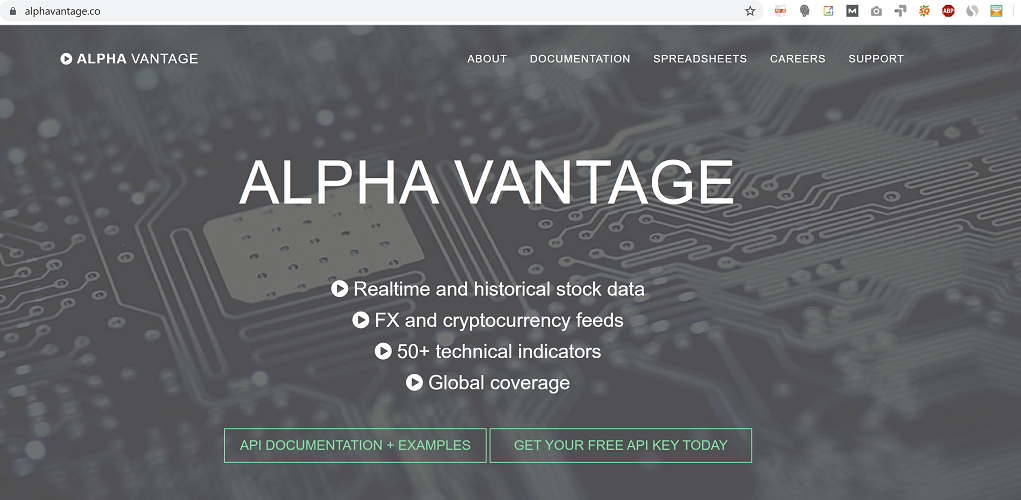 alphavantage.co
ALPHA VANTAGE
ABOUT DOCUMENTATION SPREADSHEETS CAREERS SUPPORT
ALPHA VANTAGE
Realtime and historical stock data
FX and cryptocurrency feeds
50+ technical indicators
Global coverage
API DOCUMENTATION + EXAMPLES GET YOUR FREE API KEY TODAY